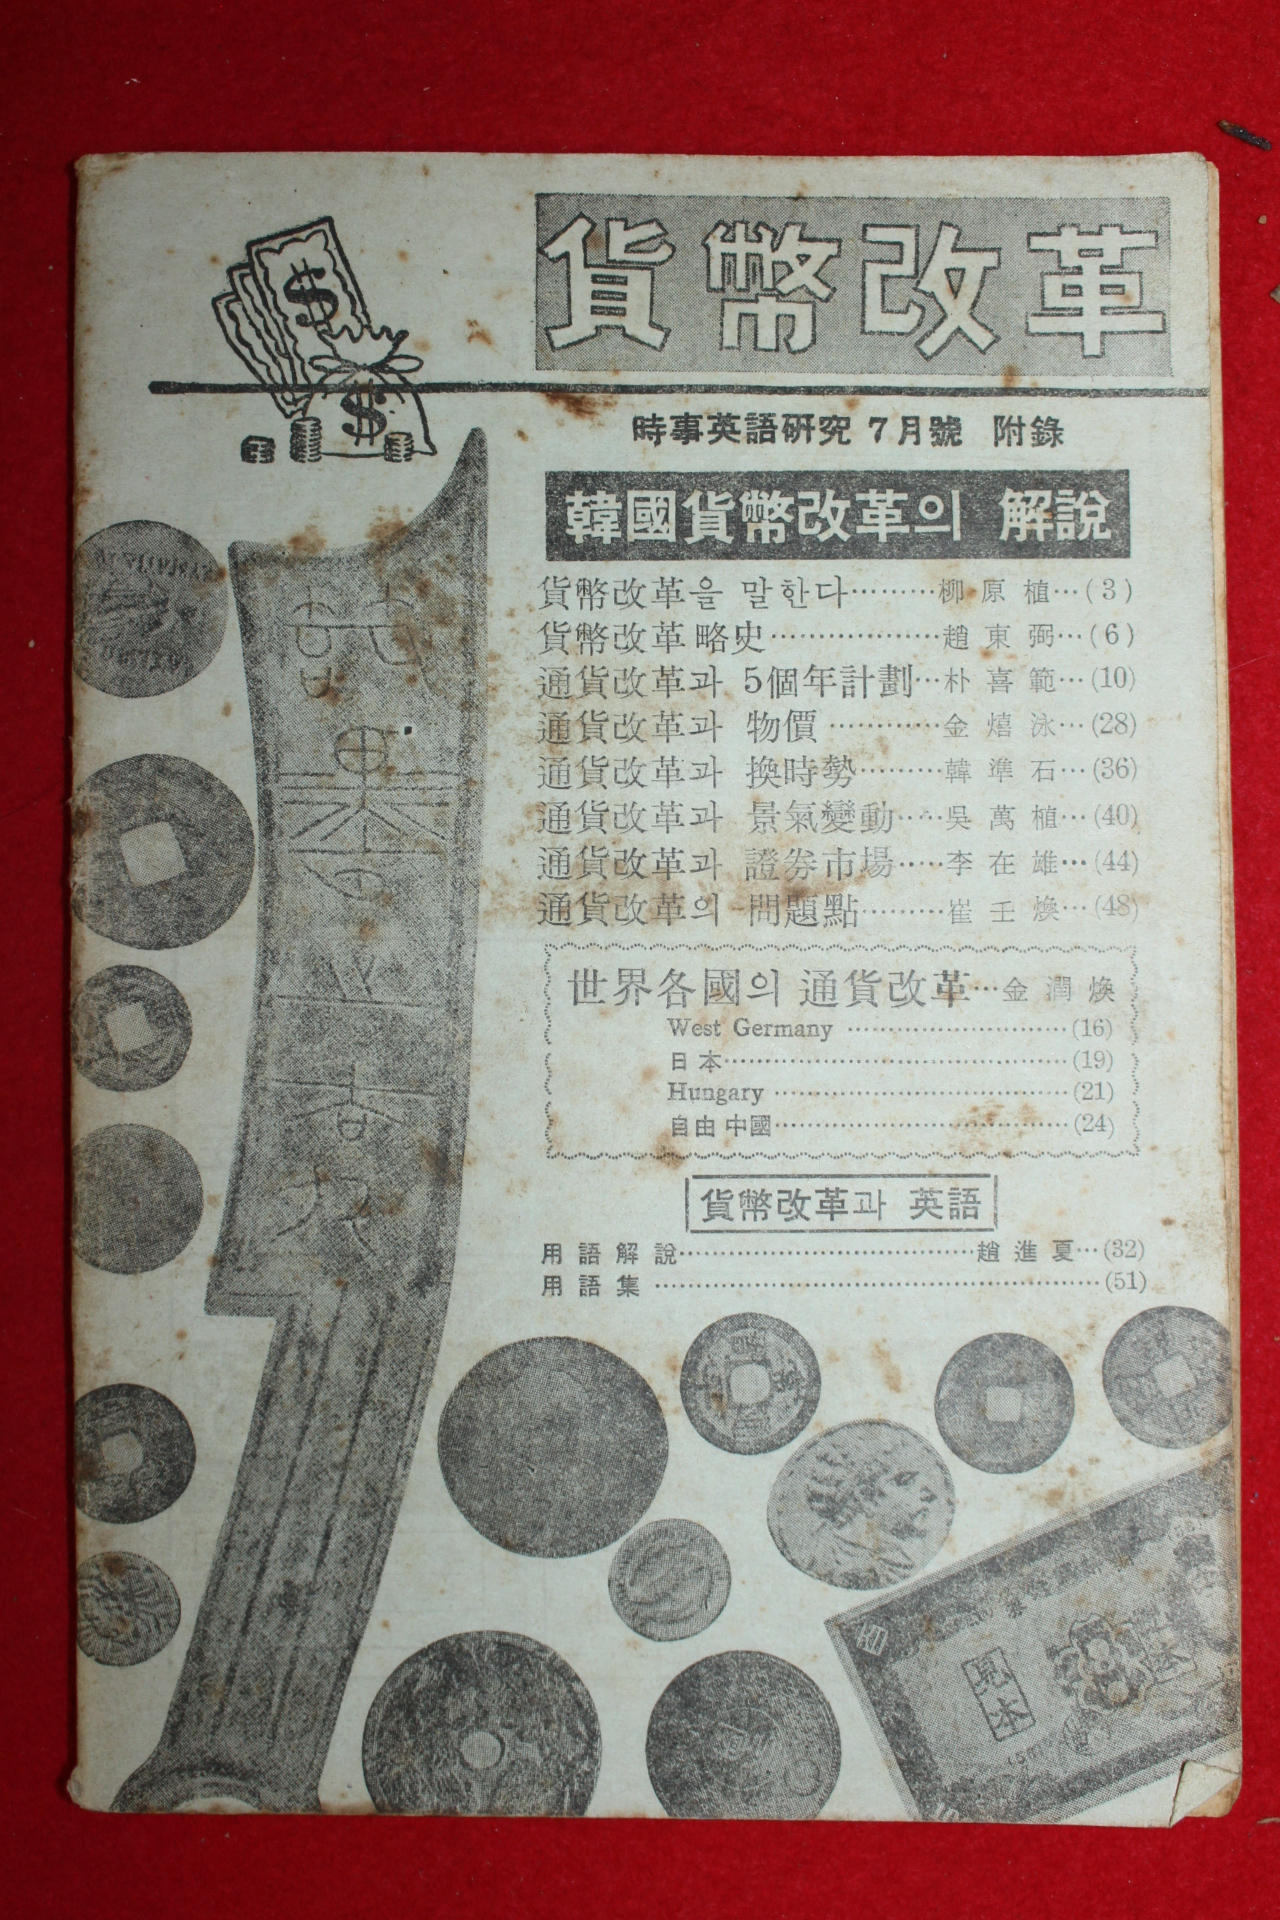 貨幣改革
時事英語研究 7月號 附錄
韓國貨幣改革의 解說
貨幣改革을 말한다………柳原植…(3)
貨幣改革略史………………趙東弼…(6)
通貨改革과 5個年計劃…朴喜範…(10)
通貨改革과 物價…………金熺泳…(28)
通貨改革과 換時勢………韓準石…(36)
通貨改革과 景氣變動……吳萬植…(40)
通貨改革과 證券市場……李在雄…(44)
通貨改革의 問題點………崔壬煥…(48)
世界各國의 通貨改革…金潤煥
West Germany ………………………(16)
日本……………………………………(19)
Hungary ………………………………(21)
自由中國………………………………(24)
貨幣改革과 英語
用語解說………………………………趙進夏…(32)
用語集…………………………………………(51)
見本